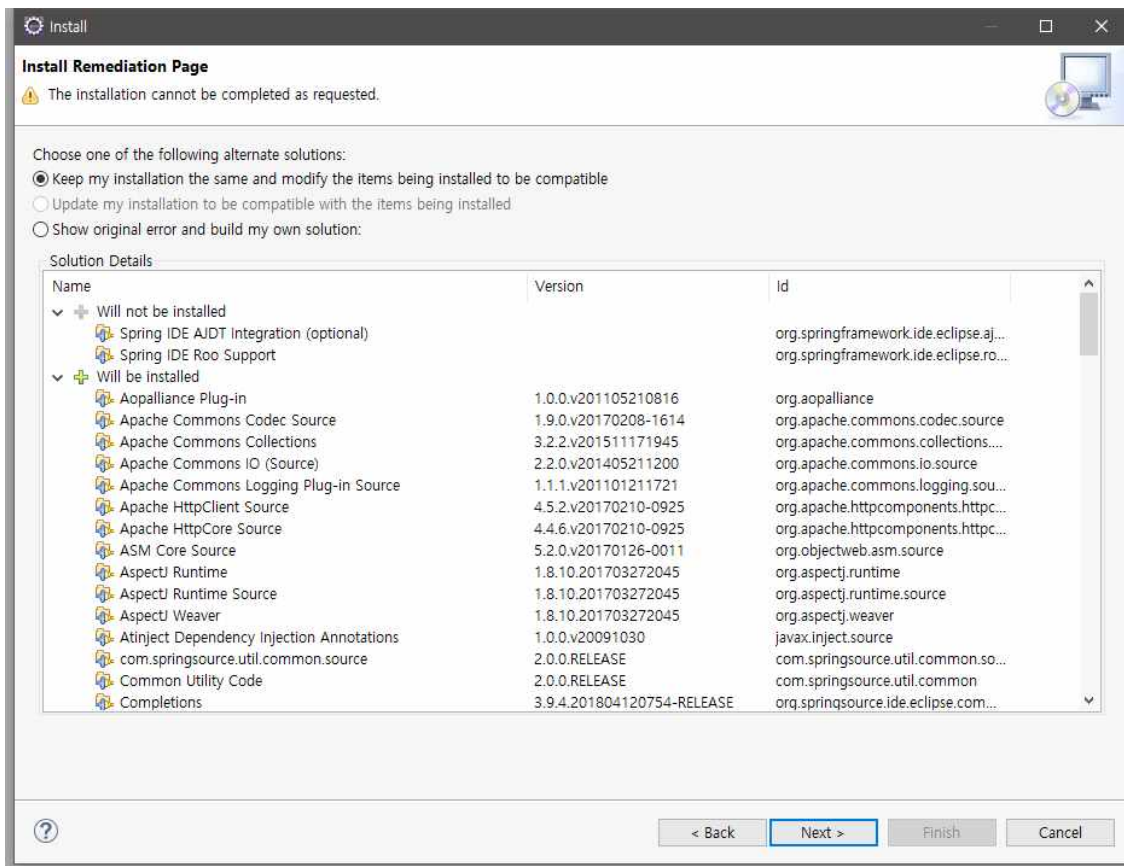 Install
Install Remediation Page
The installation cannot be completed as requested.
Choose one of the following alternate solutions:
Keep my installation the same and modify the items being installed to be compatible
Update my installation to be compatible with the items being installed
Show original error and build my own solution:
Solution Details
Name Version Id
Will not be installed
Spring IDE AJDT Integration (optional) org.springframework.ide.eclipse.aj...
Spring IDE Roo Support org.springframework.ide.eclipse.ro...
Will be installed
Aopalliance Plug-in 1.0.0.v201105210816 org.aopalliance
Apache Commons Codec Source 1.9.0.v20170208-1614 org.apache.commons.codec.source
Apache Commons Collections 3.2.2.v201511171945 org.apache.commons.collections....
Apache Commons IO (Source) 2.2.0.v201405211200 org.apache.commons.io.source
Apache Commons Logging Plug-in Source 1.1.1.v201101211721 org.apache.commons.logging.sou...
Apache HttpClient Source 4.5.2.v20170210-0925 org.apache.httpcomponents.httpc...
Apache HttpCore Source 4.4.6.v20170210-0925 org.apache.httpcomponents.httpc...
ASM Core Source 5.2.0.v20170126-0011 org.objectweb.asm.source
AspectJ Runtime 1.8.10.201703272045 org.aspectj.runtime
AspectJ Runtime Source 1.8.10.201703272045 org.aspectj.runtime.source
AspectJ Weaver 1.8.10.201703272045 org.aspectj.weaver
Atinject Dependency Injection Annotations 1.0.0.v20091030 javax.inject.source
com.springsource.util.common.source 2.0.0.RELEASE com.springsource.util.common.so...
Common Utility Code 2.0.0.RELEASE com.springsource.util.common
Completions 3.9.4.201804120754-RELEASE org.springsource.ide.eclipse.com...
< Back Next > Finish Cancel